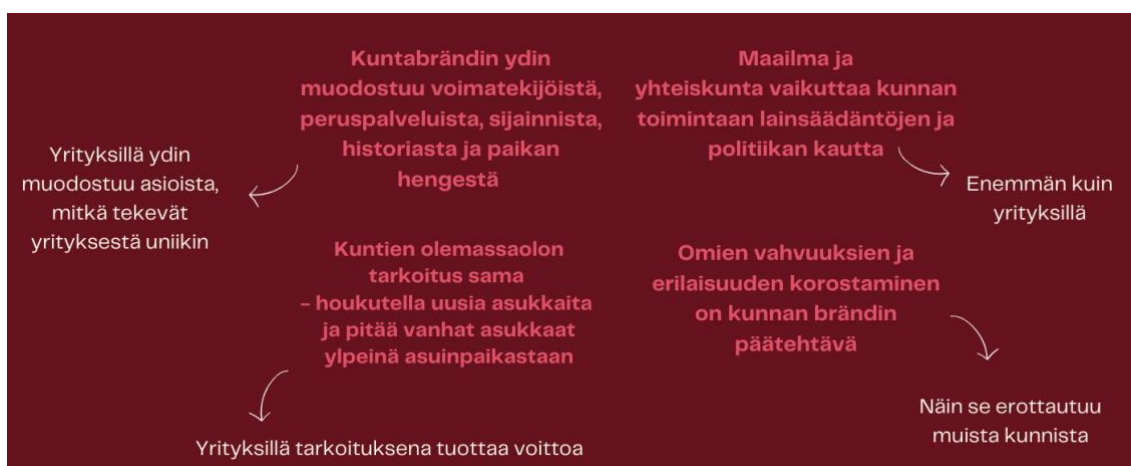 Kuntabrändin ydin
muodostuu voimatekijöistä,
peruspalveluista, sijainnista,
historiasta ja paikan
hengestä
Yrityksillä ydin
muodostuu asioista,
mitkä tekevät
yrityksestä uniikin
Maailma ja
yhteiskunta vaikuttaa kunnan
toimintaan lainsäädäntöjen ja
politiikan kautta
Enemmän kuin
yrityksillä
Kuntien olemassaolon
tarkoitus sama
– houkutella uusia asukkaita
ja pitää vanhat asukkaat
ylpeinä asuinpaikastaan
Yrityksillä tarkoituksena tuottaa voittoa
Omien vahvuuksien ja
erilaisuuden korostaminen
on kunnan brändin
päätehtävä
Näin se erottautuu
muista kunnista